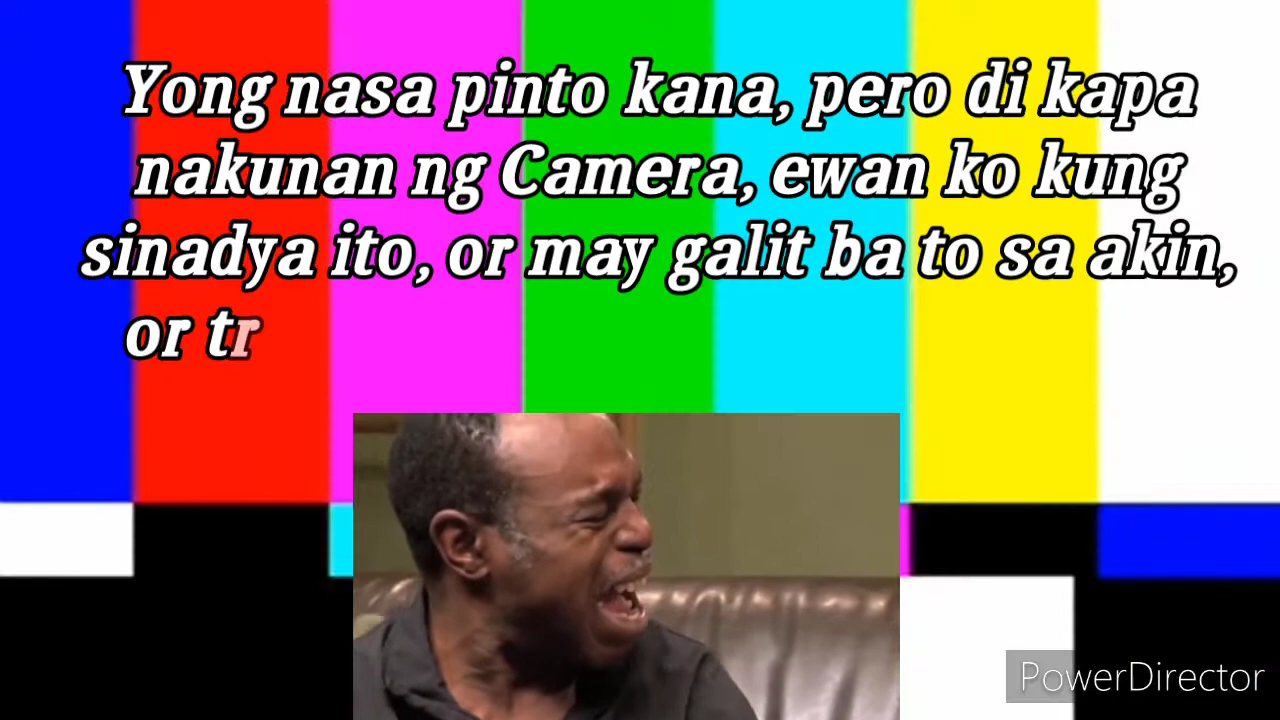 Yong nasa pinto kana, pero di kapa
nakunan ng Camera, ewan ko kung
sinadya ito, or may galit ba to sa akin,
or tr
PowerDirector